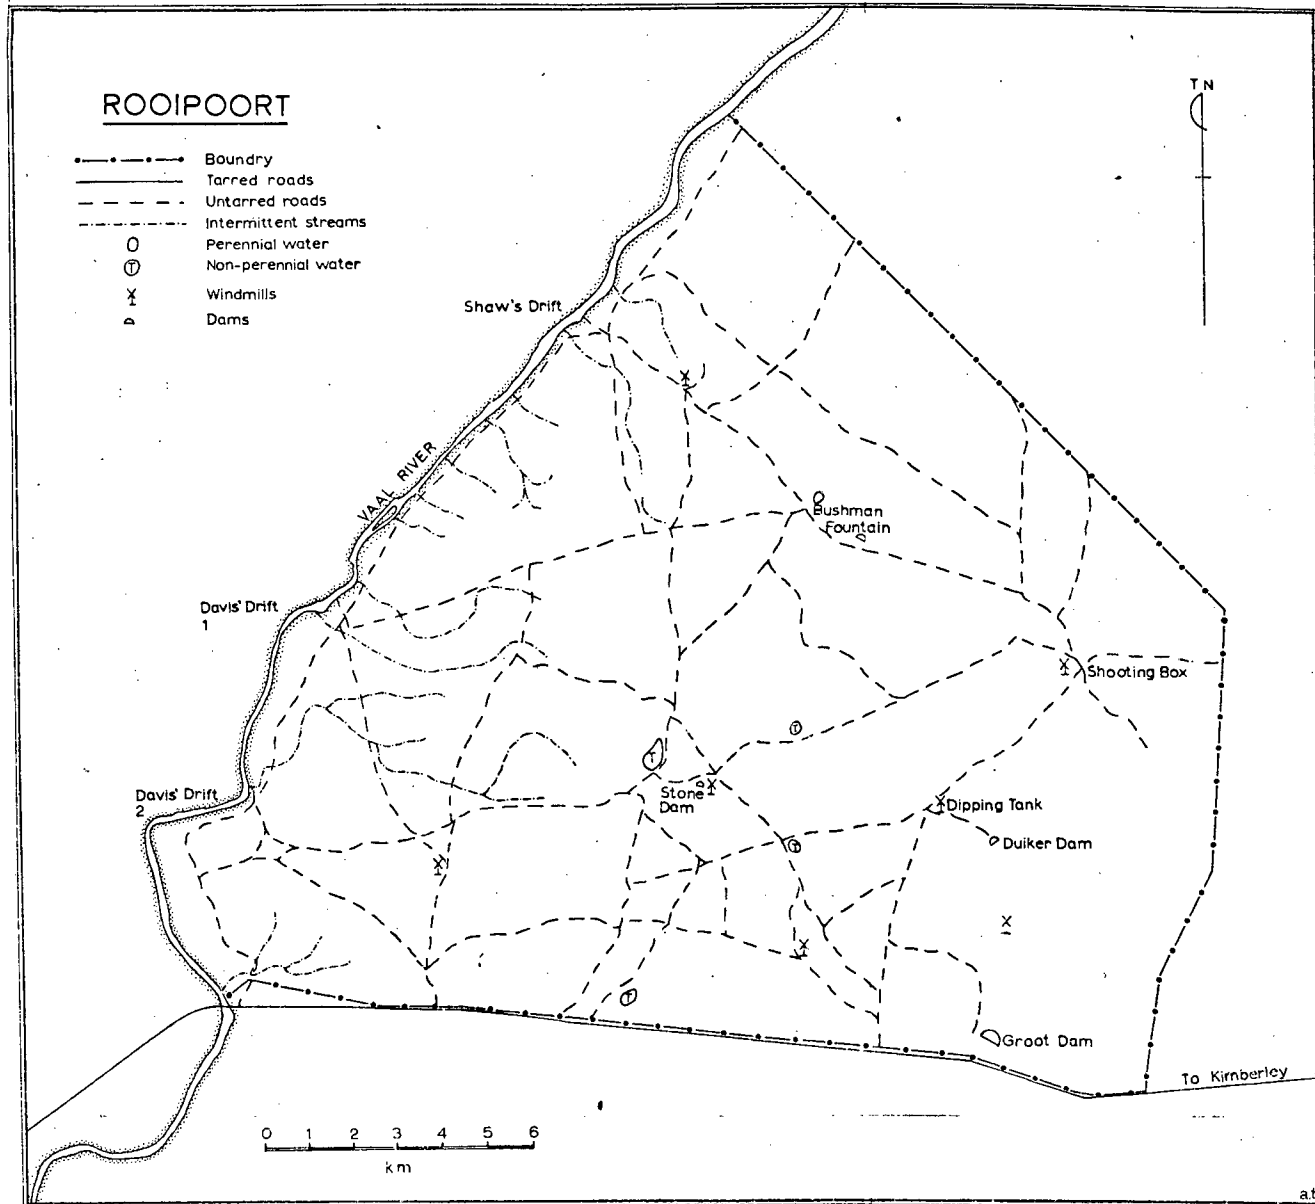 ROOIPOORT
Boundry
Tarred roads
Untarred roads
Intermittent streams
Perennial water
T
Non-perennial water
Windmills
Dams
T N
Shaw's Drift
VAAL RIVER
Bushman
Fountain
Davis' Drift
1
Shooting Box
T
T
Stone
Dam
Davis' Drift
2
Dipping Tank
Duiker Dam
T
T
Groot Dam
To Kimberley
0 1 2 3 4 5 6
km